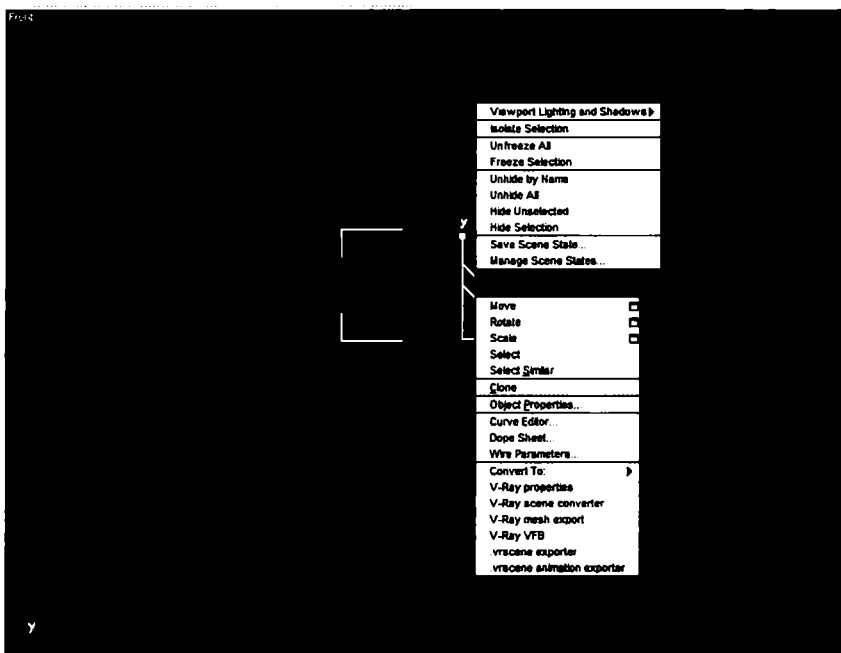 Front
Viewport Lighting and Shadows
Isolate Selection
Unfreeze All
Freeze Selection
Unhide by Name
Unhide All
Hide Unselected
Hide Selection
y
Save Scene State...
Manage Scene States...
Move
Rotate
Scale
Select
Select Similar
Clone
Object Properties...
Curve Editor...
Dope Sheet...
Wire Parameters...
Convert To:
V-Ray properties
V-Ray scene converter
V-Ray mesh export
V-Ray VFB
.vrscene exporter
.vrscene animation exporter
y